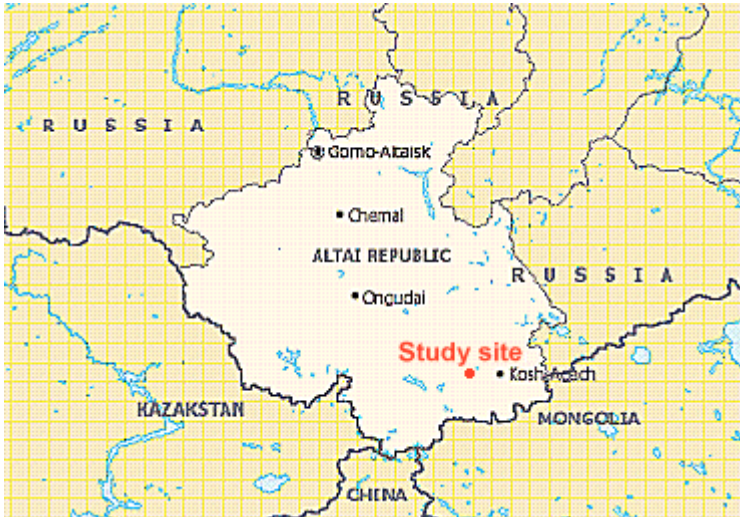 RUSSIA
RUSSIA
Gorno-Altaisk
Chemal
ALTAI REPUBLIC
RUSSIA
Ongudai
Study site
Kosh-Agach
KAZAKSTAN
MONGOLIA
CHINA